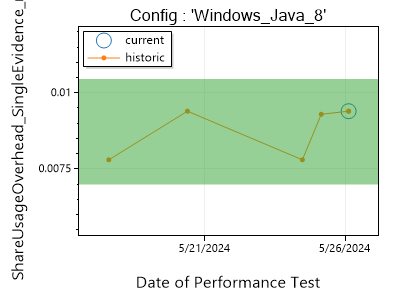 Config : 'Windows_Java_8'
current
historic
0.01
0.0075
5/21/2024
5/26/2024
Date of Performance Test
ShareUsageOverhead_SingleEvidence_